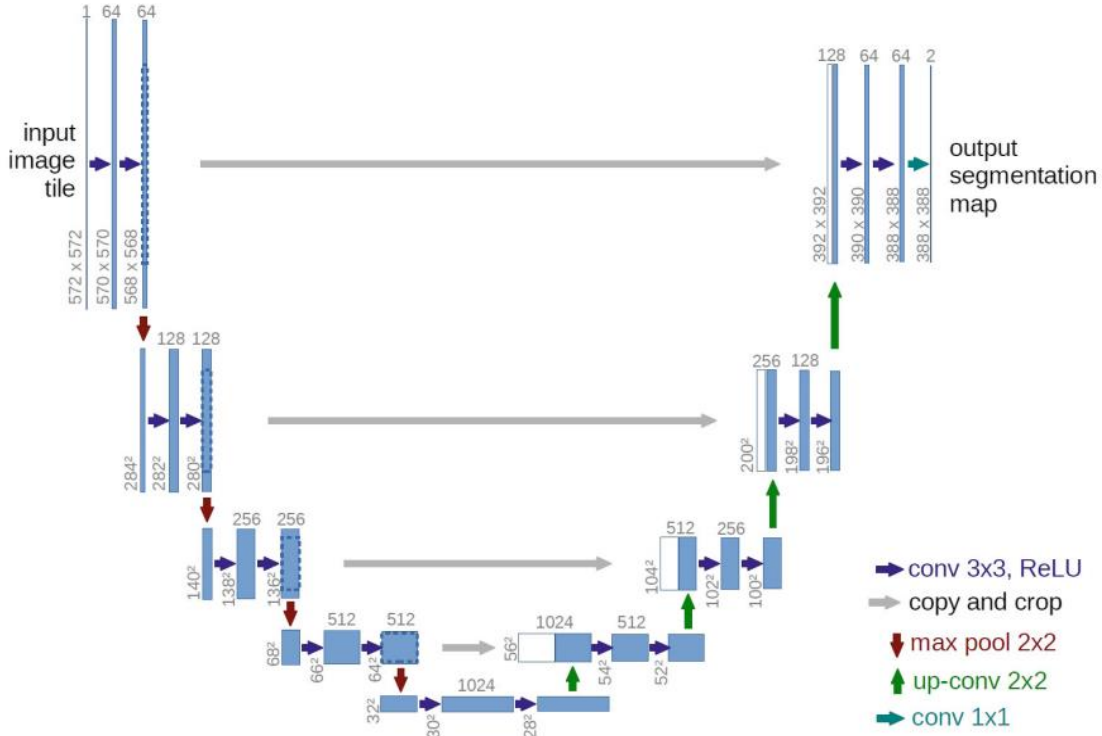 1 64 64
input
image
tile
572 x 572
570 x 570
568 x 568
128 64 64 2
output
segmentation
map
392 x 392
390 x 390
388 x 388
388 x 388
128 128
284²
282²
280²
256 128
200²
198²
196²
256 256
140²
138²
136²
512 256
104²
102²
100²
512 512
68²
66²
64²
1024 512
56²
54²
52²
1024
32²
30²
28²
conv 3x3, ReLU
copy and crop
max pool 2x2
up-conv 2x2
conv 1x1